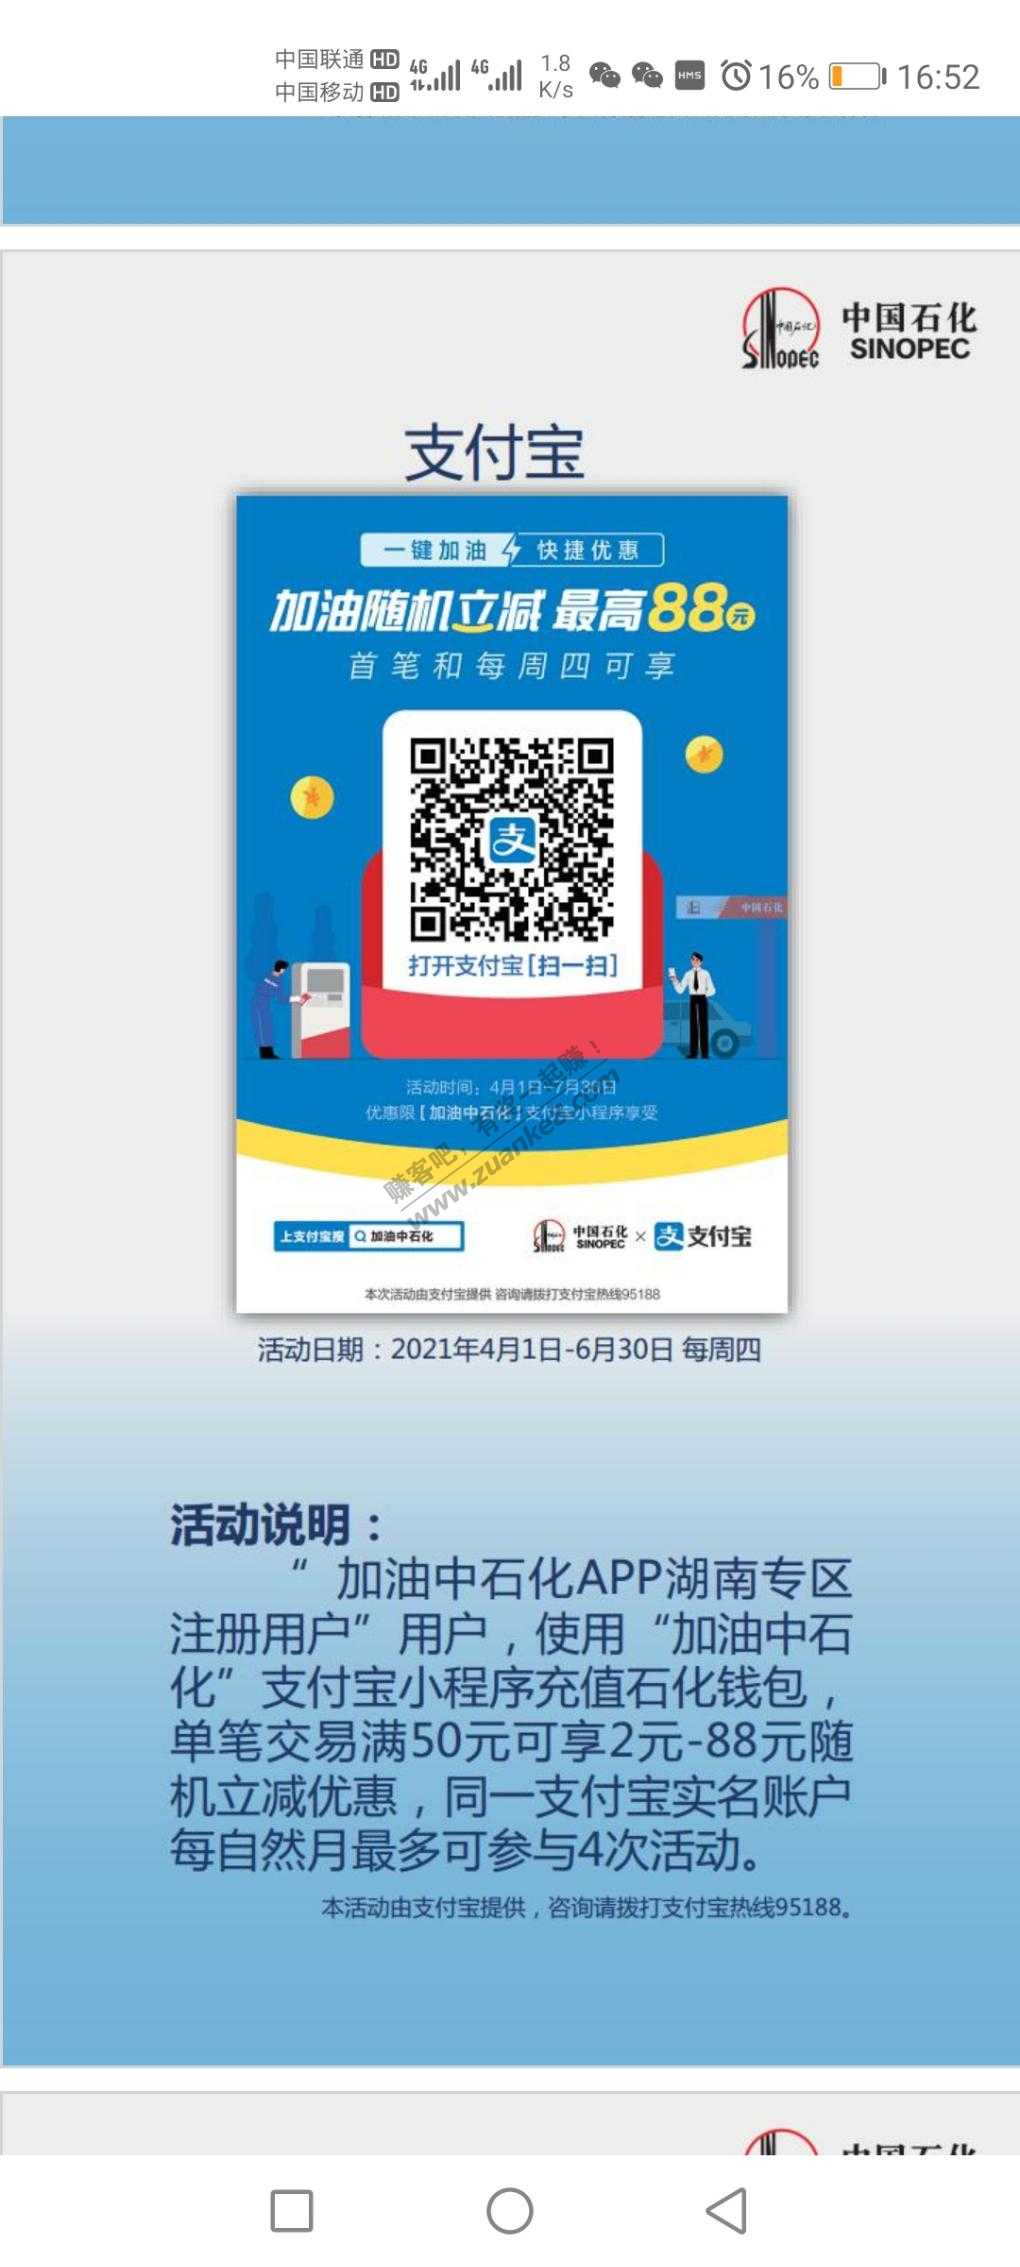 中国联通 HD 4G 4G 1.8 K/s HMS 16% 16:52
中国移动 HD
中国石化
SINOPEC
支付宝
一键加油 快捷优惠
加油随机立减 最高88元
首笔和每周四可享
支
中国石化
打开支付宝[扫一扫]
活动时间：4月1日-7月30日
优惠限[加油中石化]支付宝小程序享受
赚客吧，有奖一起赚！
www.zuanke8.com
上支付宝搜 加油中石化
中国石化 SINOPEC × 支付宝
本次活动由支付宝提供 咨询请拨打支付宝热线95188
活动日期：2021年4月1日-6月30日 每周四
活动说明：
“加油中石化APP湖南专区
注册用户”用户，使用“加油中石
化”支付宝小程序充值石化钱包，
单笔交易满50元可享2元-88元随
机立减优惠，同一支付宝实名账户
每自然月最多可参与4次活动。
本活动由支付宝提供，咨询请拨打支付宝热线95188。
中国石化